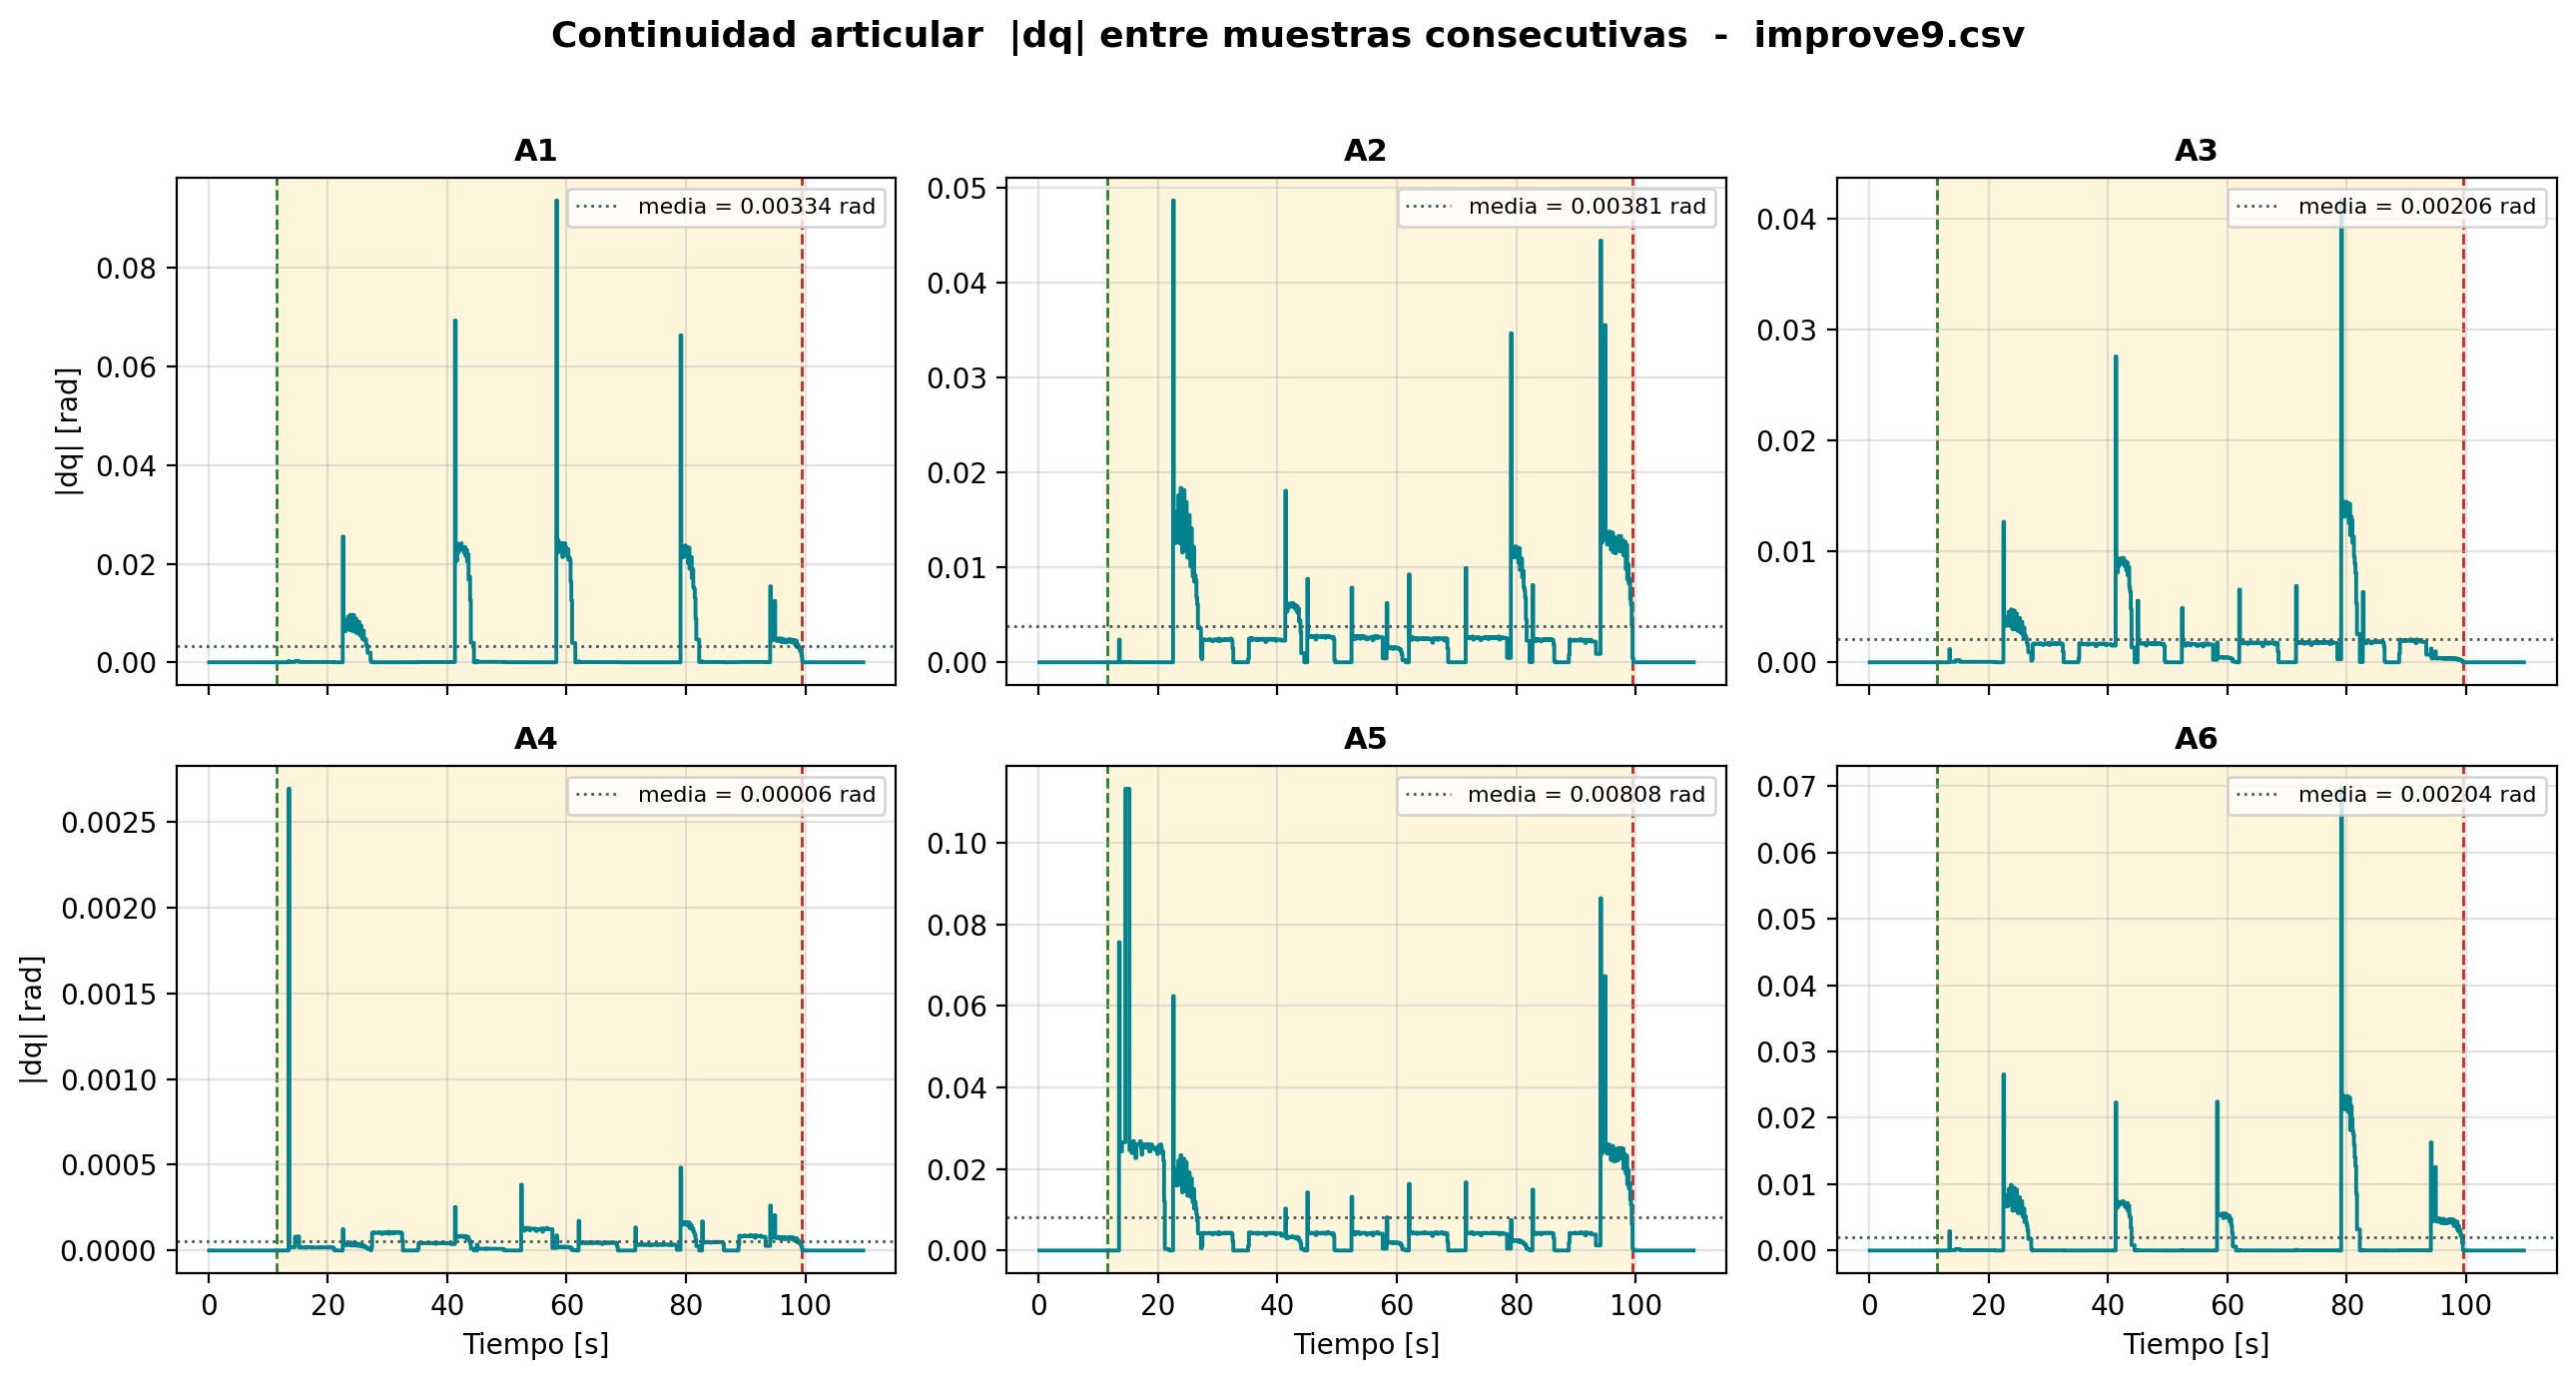 Continuidad articular  |dq| entre muestras consecutivas  -  improve9.csv
A1
A2
A3
media = 0.00334 rad
media = 0.00381 rad
media = 0.00206 rad
|dq| [rad]
0.08
0.06
0.04
0.02
0.00
0.05
0.04
0.03
0.02
0.01
0.00
0.04
0.03
0.02
0.01
0.00
A4
A5
A6
media = 0.00006 rad
media = 0.00808 rad
media = 0.00204 rad
|dq| [rad]
0.0025
0.0020
0.0015
0.0010
0.0005
0.0000
0.10
0.08
0.06
0.04
0.02
0.00
0.07
0.06
0.05
0.04
0.03
0.02
0.01
0.00
0 20 40 60 80 100
0 20 40 60 80 100
0 20 40 60 80 100
Tiempo [s]
Tiempo [s]
Tiempo [s]